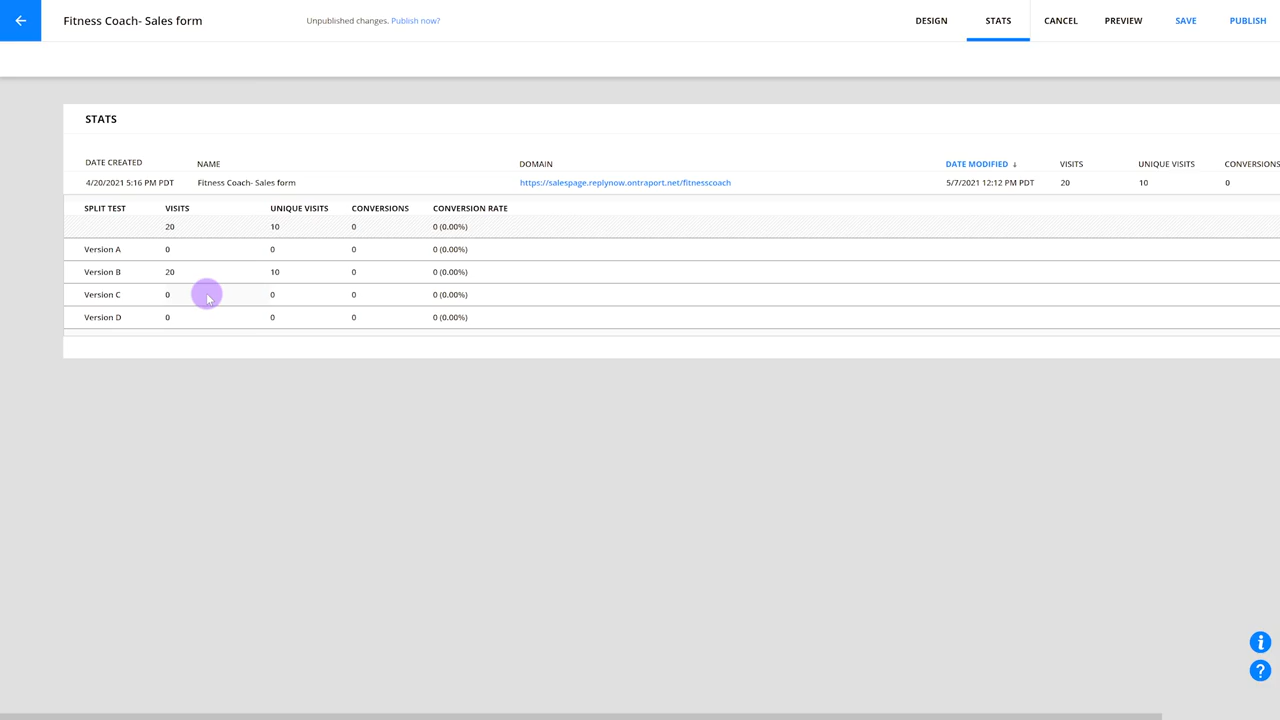 Fitness Coach- Sales form Unpublished changes. Publish now? DESIGN STATS CANCEL PREVIEW SAVE PUBLISH
STATS
DATE CREATED NAME DOMAIN DATE MODIFIED ↓ VISITS UNIQUE VISITS CONVERSIONS
4/20/2021 5:16 PM PDT Fitness Coach- Sales form https://salespage.replynow.ontraport.net/fitnesscoach 5/7/2021 12:12 PM PDT 20 10 0
SPLIT TEST VISITS UNIQUE VISITS CONVERSIONS CONVERSION RATE
20 10 0 0 (0.00%)
Version A 0 0 0 0 (0.00%)
Version B 20 10 0 0 (0.00%)
Version C 0 0 0 0 (0.00%)
Version D 0 0 0 0 (0.00%)